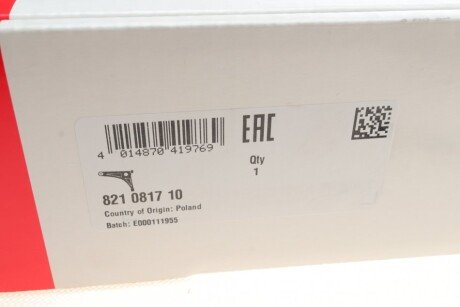 4 014870 419769
EAC
Qty
1
821 0817 10
Country of Origin: Poland
Batch: E000111955